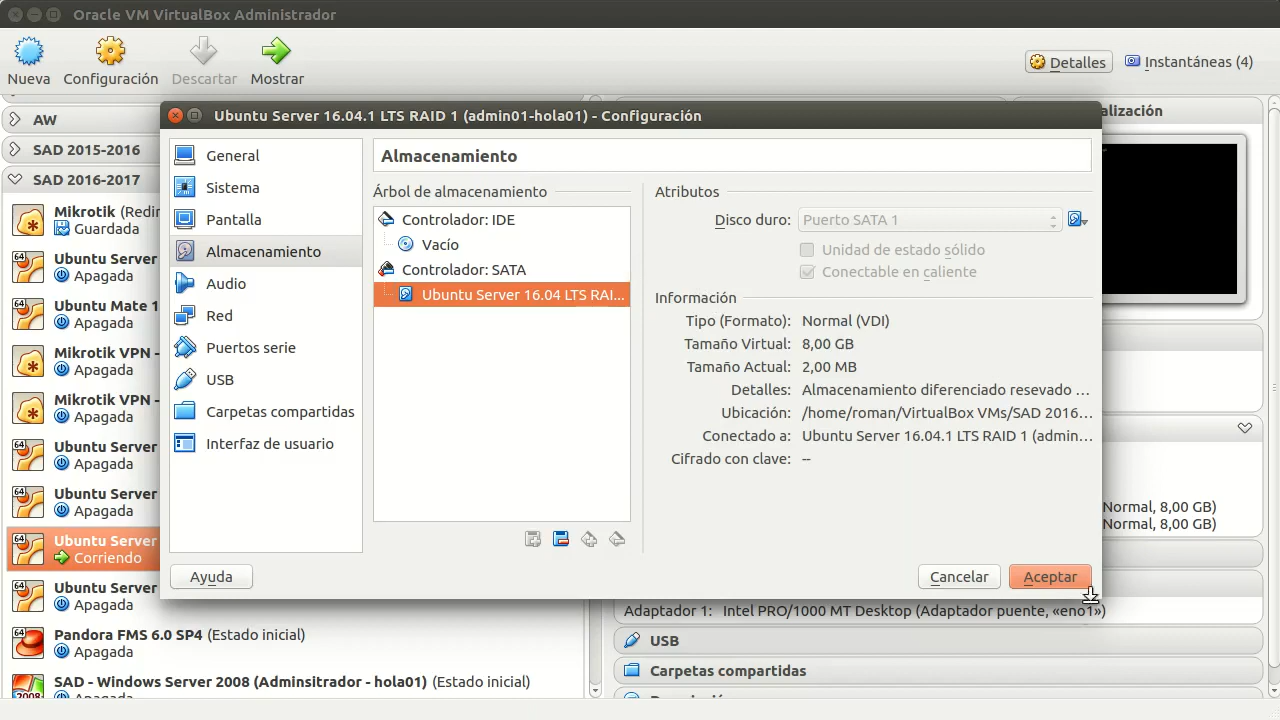 Oracle VM VirtualBox Administrador
Nueva
Configuración
Descartar
Mostrar
Detalles
Instantáneas (4)
AW
SAD 2015-2016
SAD 2016-2017
Mikrotik (Redir
Guardada
Ubuntu Server
Apagada
Ubuntu Mate 1
Apagada
Mikrotik VPN -
Apagada
Mikrotik VPN -
Apagada
Ubuntu Server
Apagada
Ubuntu Server
Apagada
Ubuntu Server
Corriendo
Ubuntu Server
Apagada
Pandora FMS 6.0 SP4 (Estado inicial)
Apagada
SAD - Windows Server 2008 (Adminsitrador - hola01) (Estado inicial)
Apagada
Ubuntu Server 16.04.1 LTS RAID 1 (admin01-hola01) - Configuración
General
Sistema
Pantalla
Almacenamiento
Audio
Red
Puertos serie
USB
Carpetas compartidas
Interfaz de usuario
Almacenamiento
Árbol de almacenamiento
Controlador: IDE
Vacío
Controlador: SATA
Ubuntu Server 16.04 LTS RAI...
Atributos
Disco duro: Puerto SATA 1
Unidad de estado sólido
Conectable en caliente
Información
Tipo (Formato): Normal (VDI)
Tamaño Virtual: 8,00 GB
Tamaño Actual: 2,00 MB
Detalles: Almacenamiento diferenciado resevado ...
Ubicación: /home/roman/VirtualBox VMs/SAD 2016...
Conectado a: Ubuntu Server 16.04.1 LTS RAID 1 (admin...
Cifrado con clave: --
Ayuda
Cancelar
Aceptar
alización
Normal, 8,00 GB)
Normal, 8,00 GB)
Adaptador 1: Intel PRO/1000 MT Desktop (Adaptador puente, «eno1»)
USB
Carpetas compartidas